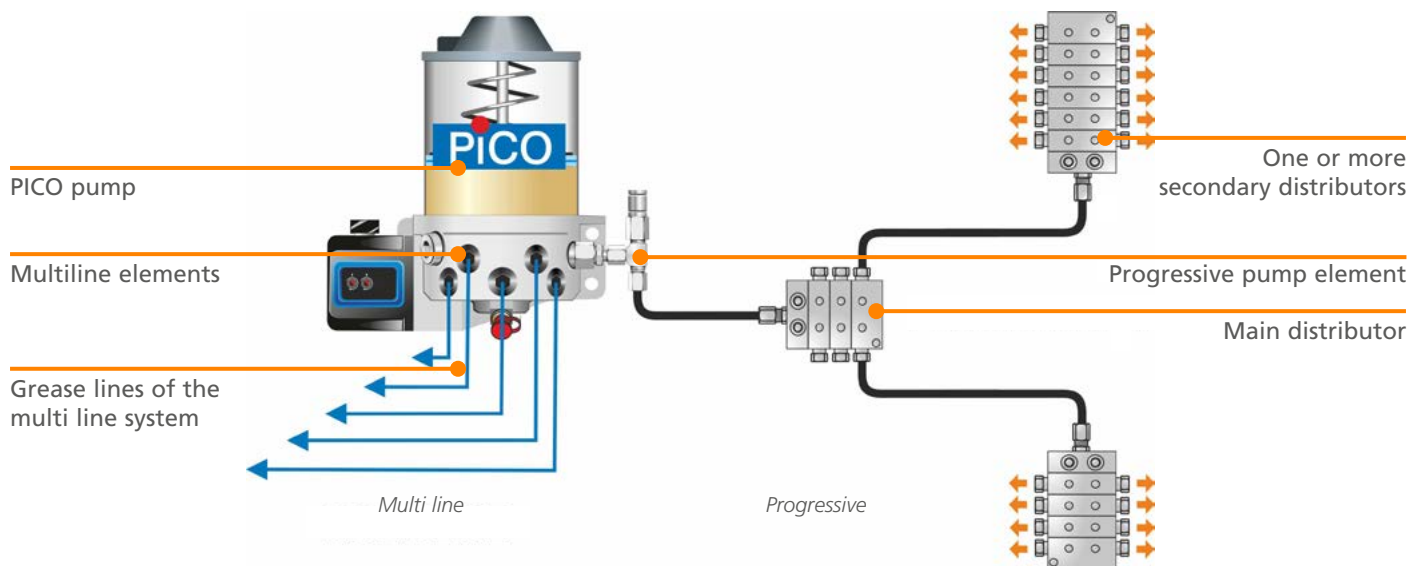 PiCO
PICO pump
Multiline elements
Grease lines of the
multi line system
One or more
secondary distributors
Progressive pump element
Main distributor
Multi line
Progressive